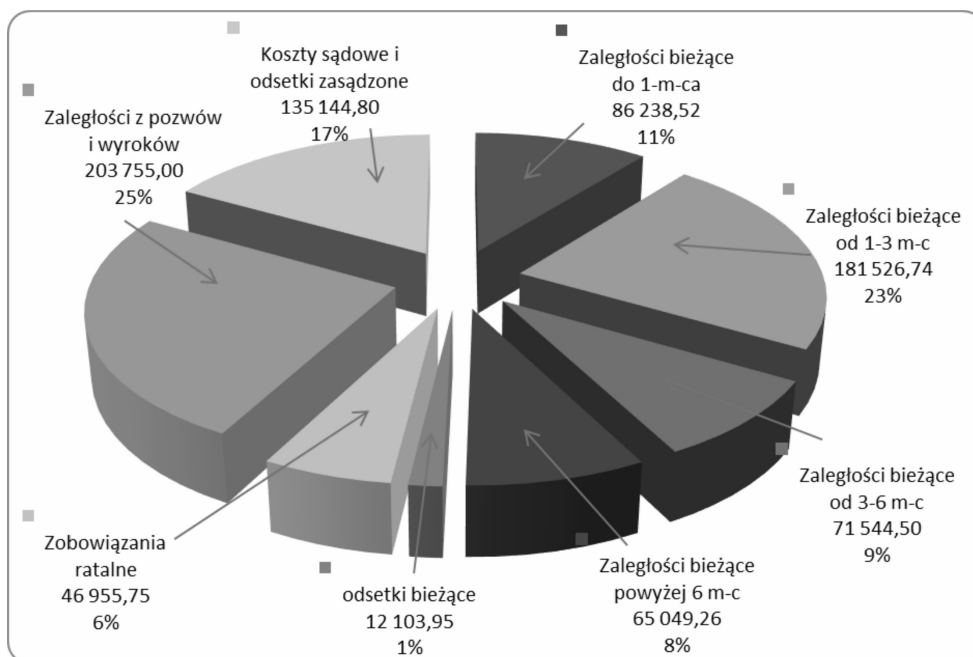 Koszty sądowe i
odsetki zasądzone
135 144,80
17%
Zaległości bieżące
do 1-m-ca
86 238,52
11%
Zaległości z pozwów
i wyroków
203 755,00
25%
Zaległości bieżące
od 1-3 m-c
181 526,74
23%
Zaległości bieżące
od 3-6 m-c
71 544,50
9%
Zobowiązania
ratalne
46 955,75
6%
odsetki bieżące
12 103,95
1%
Zaległości bieżące
powyżej 6 m-c
65 049,26
8%